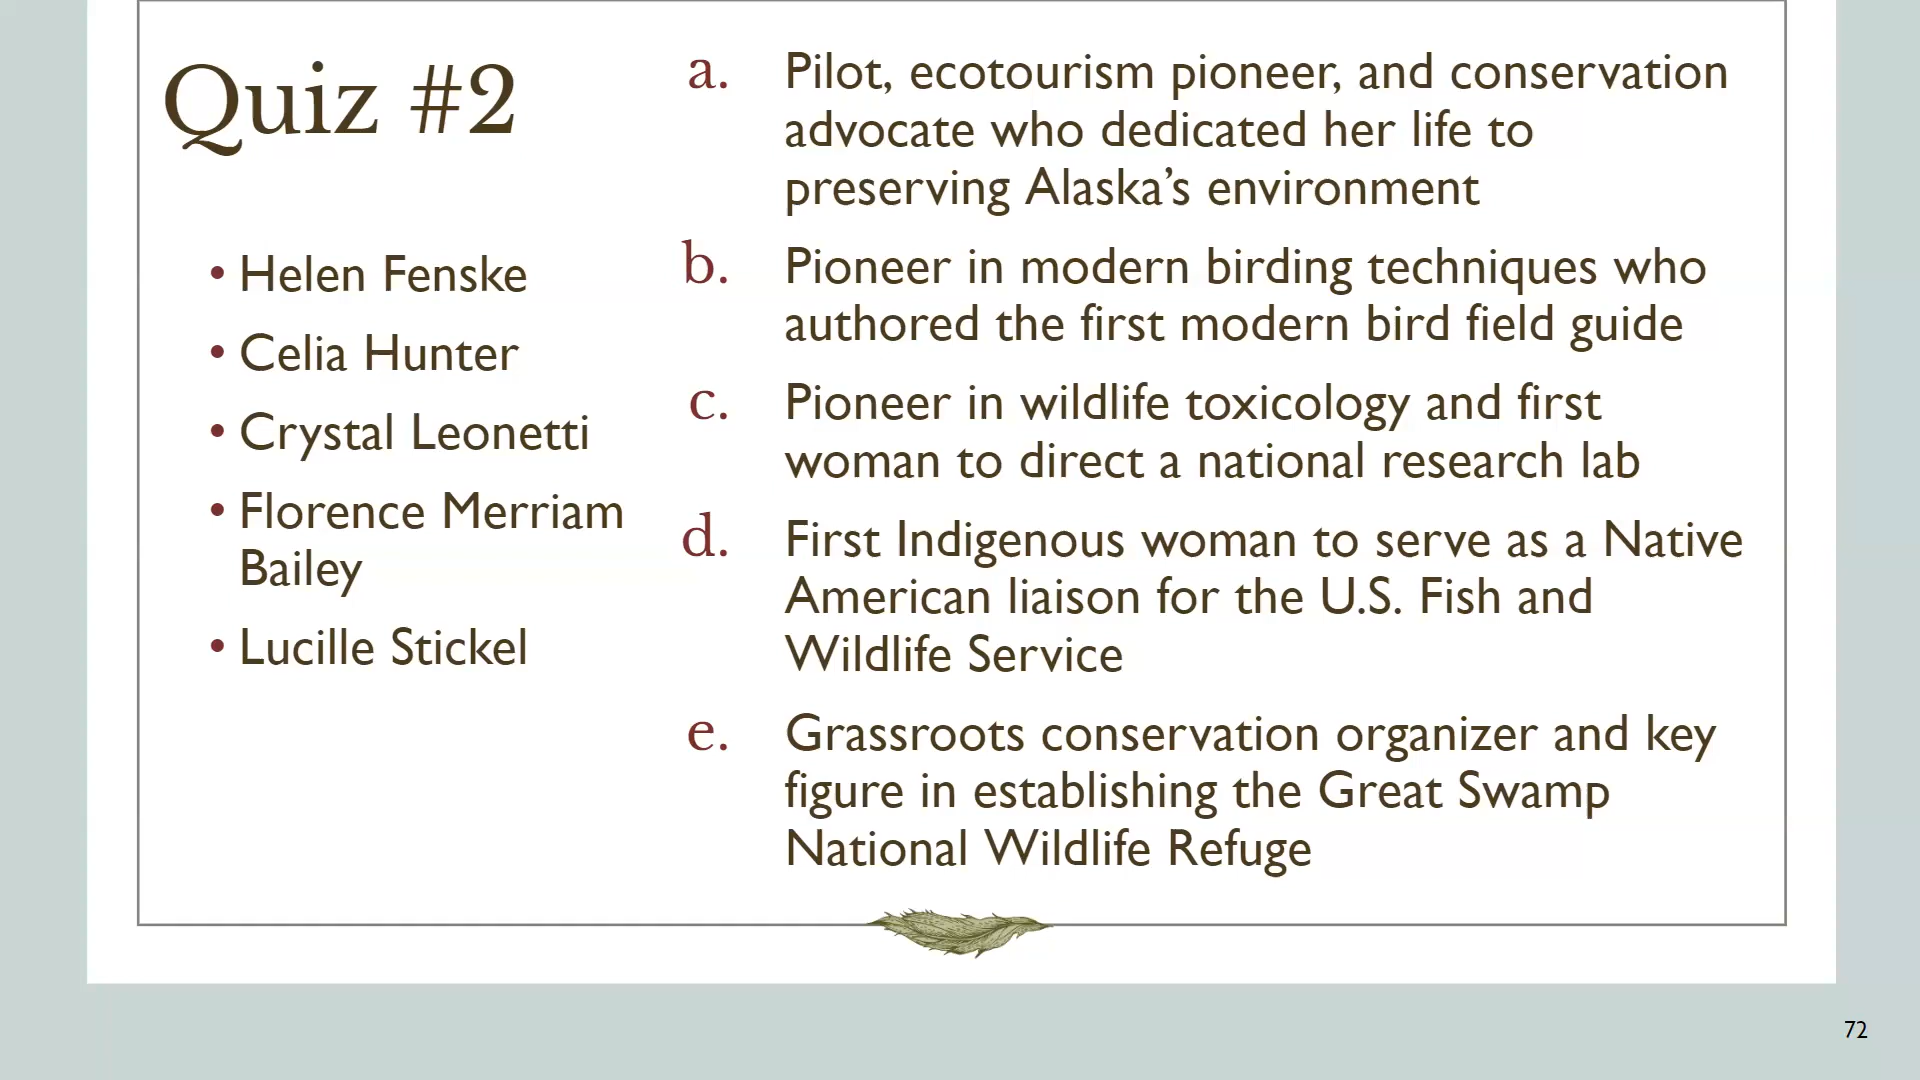 Quiz #2
• Helen Fenske
• Celia Hunter
• Crystal Leonetti
• Florence Merriam
Bailey
• Lucille Stickel
a. Pilot, ecotourism pioneer, and conservation
advocate who dedicated her life to
preserving Alaska’s environment
b. Pioneer in modern birding techniques who
authored the first modern bird field guide
c. Pioneer in wildlife toxicology and first
woman to direct a national research lab
d. First Indigenous woman to serve as a Native
American liaison for the U.S. Fish and
Wildlife Service
e. Grassroots conservation organizer and key
figure in establishing the Great Swamp
National Wildlife Refuge
72